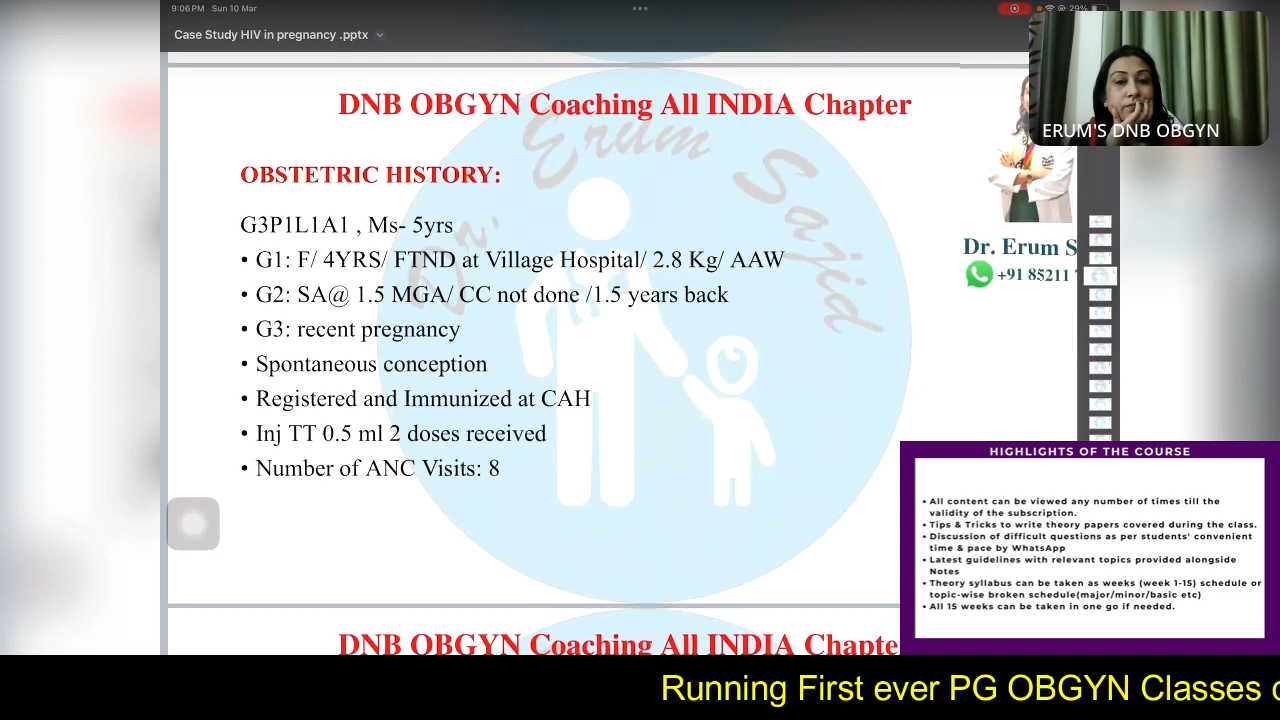 9:06 PM Sun 10 Mar
29%
Case Study HIV in pregnancy .pptx
ERUM'S DNB OBGYN
DNB OBGYN Coaching All INDIA Chapter
Dr. Erum Sajid
OBSTETRIC HISTORY:
G3P1L1A1 , Ms- 5yrs
• G1: F/ 4YRS/ FTND at Village Hospital/ 2.8 Kg/ AAW
• G2: SA@ 1.5 MGA/ CC not done /1.5 years back
• G3: recent pregnancy
• Spontaneous conception
• Registered and Immunized at CAH
• Inj TT 0.5 ml 2 doses received
• Number of ANC Visits: 8
Dr. Erum S
+91 85211
HIGHLIGHTS OF THE COURSE
• All content can be viewed any number of times till the
validity of the subscription.
• Tips & Tricks to write theory papers covered during the class.
• Discussion of difficult questions as per students' convenient
time & pace by WhatsApp
• Latest guidelines with relevant topics provided alongside
Notes
• Theory syllabus can be taken as weeks (week 1-15) schedule or
topic-wise broken schedule(major/minor/basic etc)
• All 15 weeks can be taken in one go if needed.
DNB OBGYN Coaching All INDIA Chapte
Running First ever PG OBGYN Classes